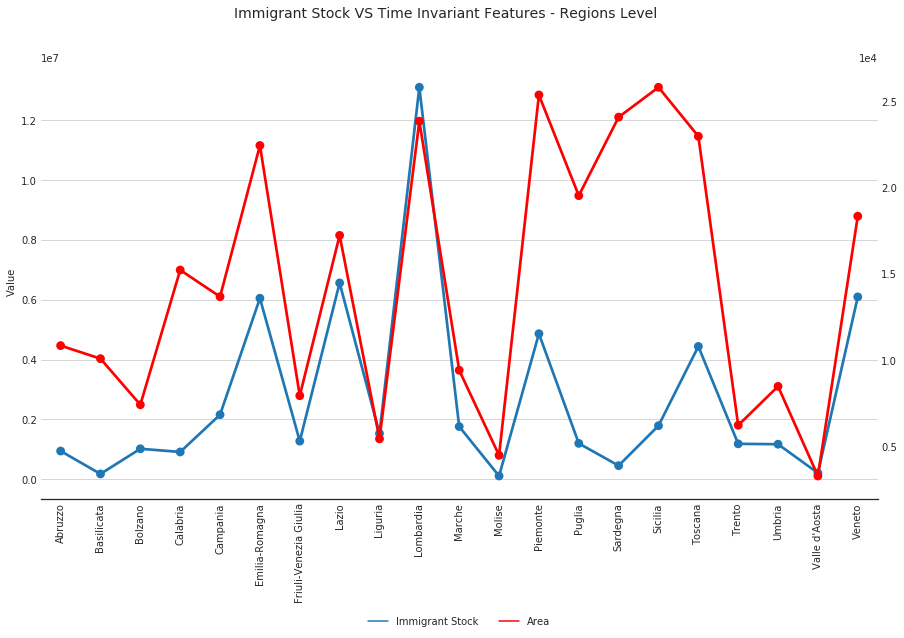 Immigrant Stock VS Time Invariant Features - Regions Level
1e7
1e4
1.2
1.0
0.8
0.6
0.4
0.2
0.0
Value
2.5
2.0
1.5
1.0
0.5
Abruzzo
Basilicata
Bolzano
Calabria
Campania
Emilia-Romagna
Friuli-Venezia Giulia
Lazio
Liguria
Lombardia
Marche
Molise
Piemonte
Puglia
Sardegna
Sicilia
Toscana
Trento
Umbria
Valle d'Aosta
Veneto
Immigrant Stock
Area